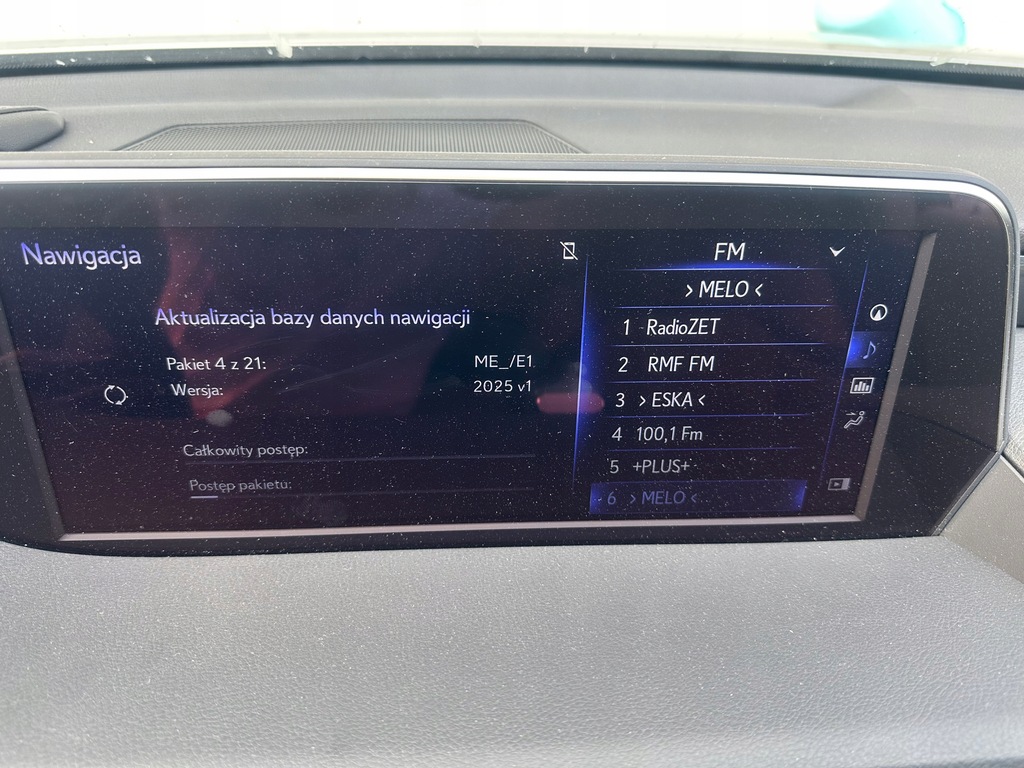 Nawigacja
Aktualizacja bazy danych nawigacji
Pakiet 4 z 21: ME_/E1
Wersja: 2025 v1
Całkowity postęp:
Postęp pakietu:
FM
> MELO <
1 RadioZET
2 RMF FM
3 > ESKA <
4 100,1 Fm
5 +PLUS+
6 > MELO <